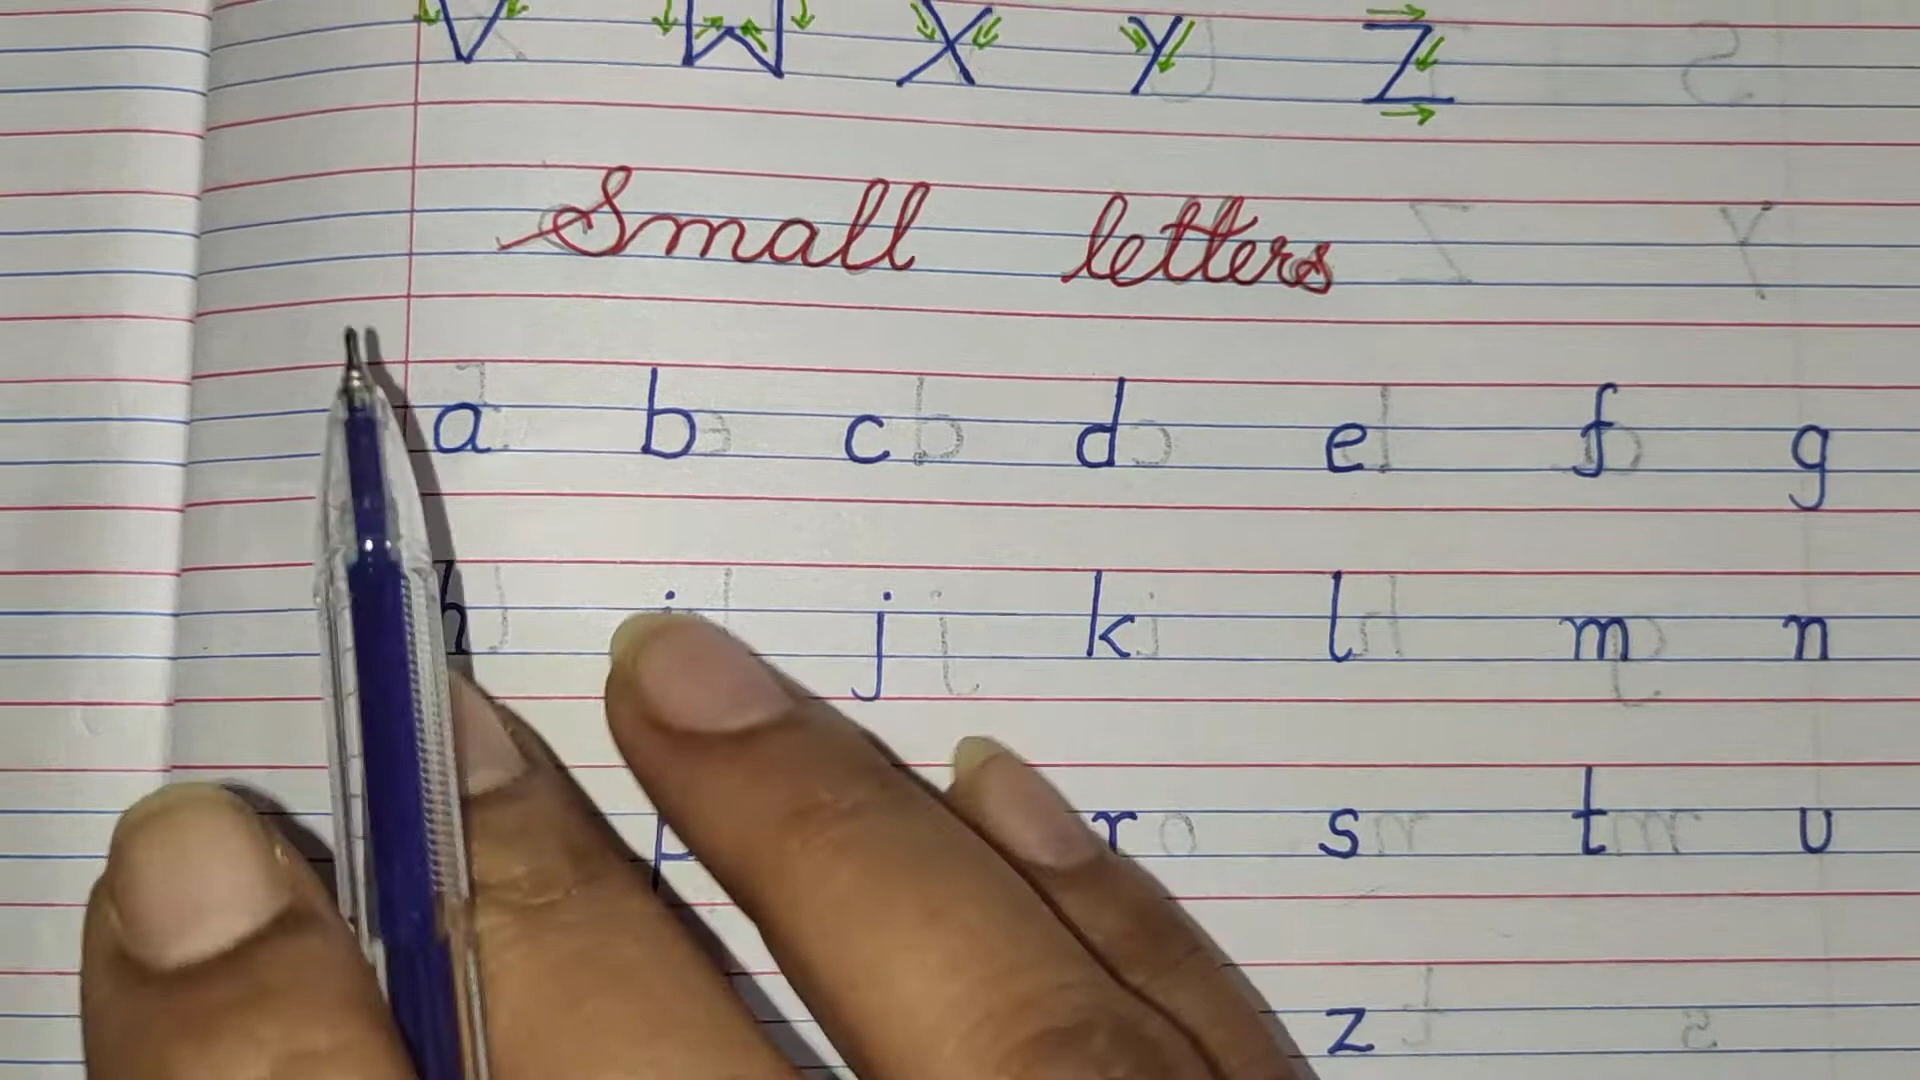 V W X Y Z
Small letters
a b c d e f g
h i j k l m n
p r s t u
z